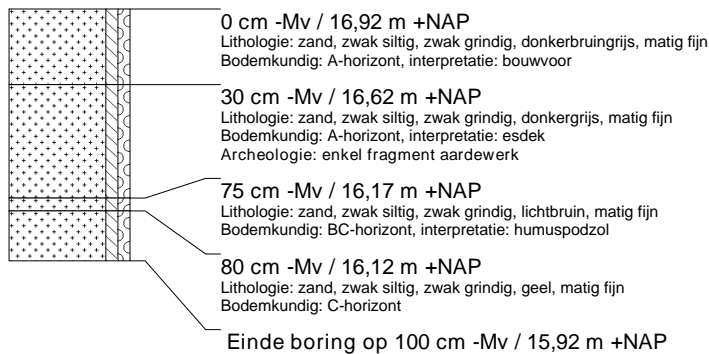 0 cm -Mv / 16,92 m +NAP
Lithologie: zand, zwak siltig, zwak grindig, donkerbruingrijs, matig fijn
Bodemkundig: A-horizont, interpretatie: bouwvoor
30 cm -Mv / 16,62 m +NAP
Lithologie: zand, zwak siltig, zwak grindig, donkergrijs, matig fijn
Bodemkundig: A-horizont, interpretatie: esdek
Archeologie: enkel fragment aardewerk
75 cm -Mv / 16,17 m +NAP
Lithologie: zand, zwak siltig, zwak grindig, lichtbruin, matig fijn
Bodemkundig: BC-horizont, interpretatie: humuspodzol
80 cm -Mv / 16,12 m +NAP
Lithologie: zand, zwak siltig, zwak grindig, geel, matig fijn
Bodemkundig: C-horizont
Einde boring op 100 cm -Mv / 15,92 m +NAP